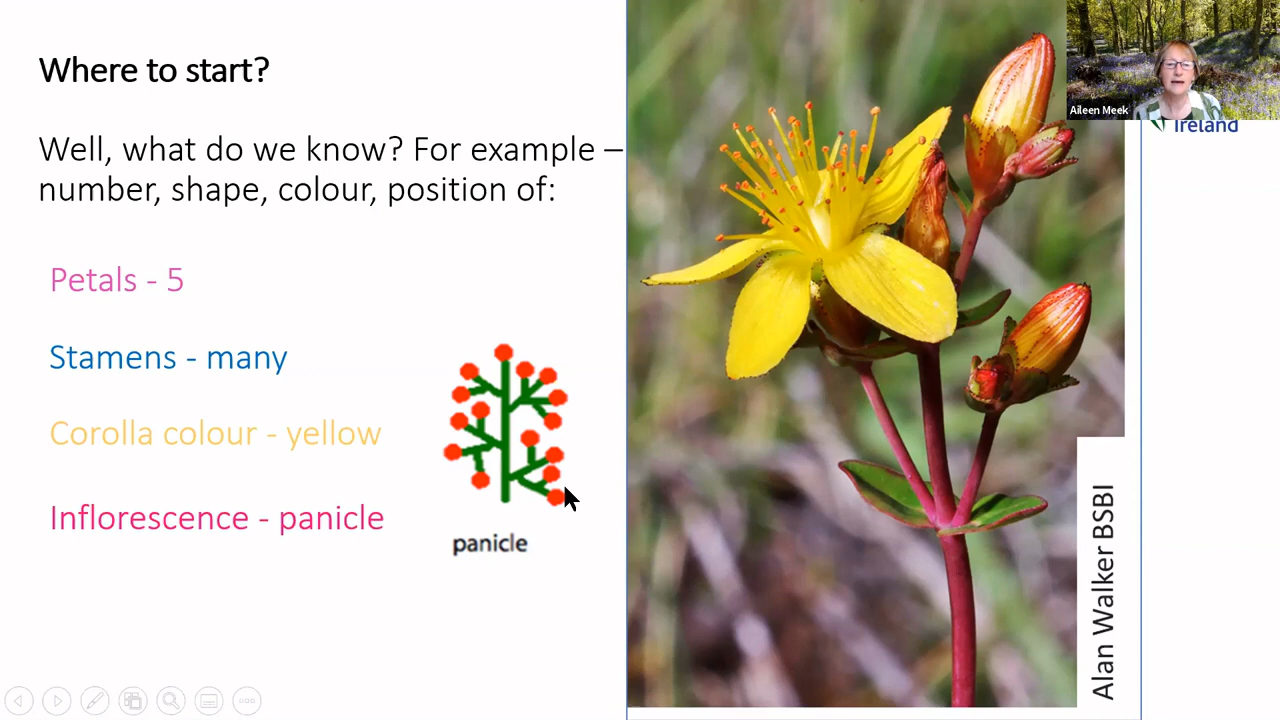 Where to start?
Well, what do we know? For example –
number, shape, colour, position of:
Petals - 5
Stamens - many
Corolla colour - yellow
Inflorescence - panicle
panicle
Alan Walker BSBI
Aileen Meek
Ireland